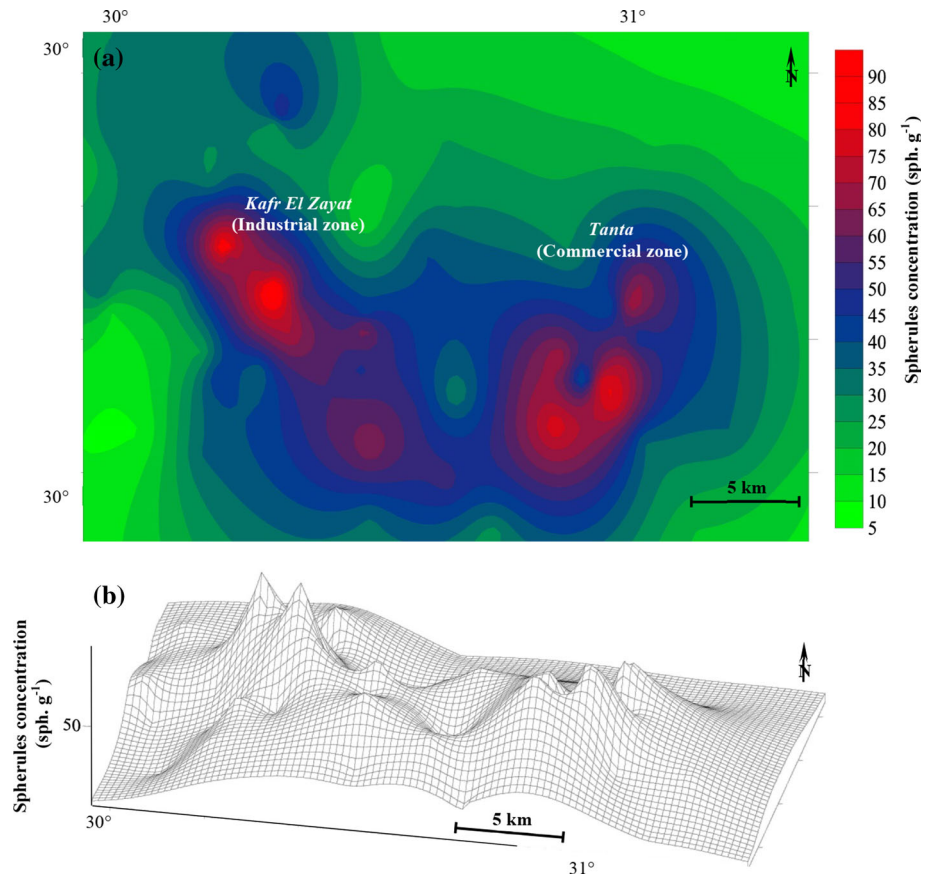 30°
31°
30°
(a)
N
Kafr El Zayat
(Industrial zone)
Tanta
(Commercial zone)
30°
5 km
90
85
80
75
70
65
60
55
50
45
40
35
30
25
20
15
10
5
Spherules concentration (sph. g-1)
(b)
N
Spherules concentration
(sph. g-1)
50
30°
5 km
31°